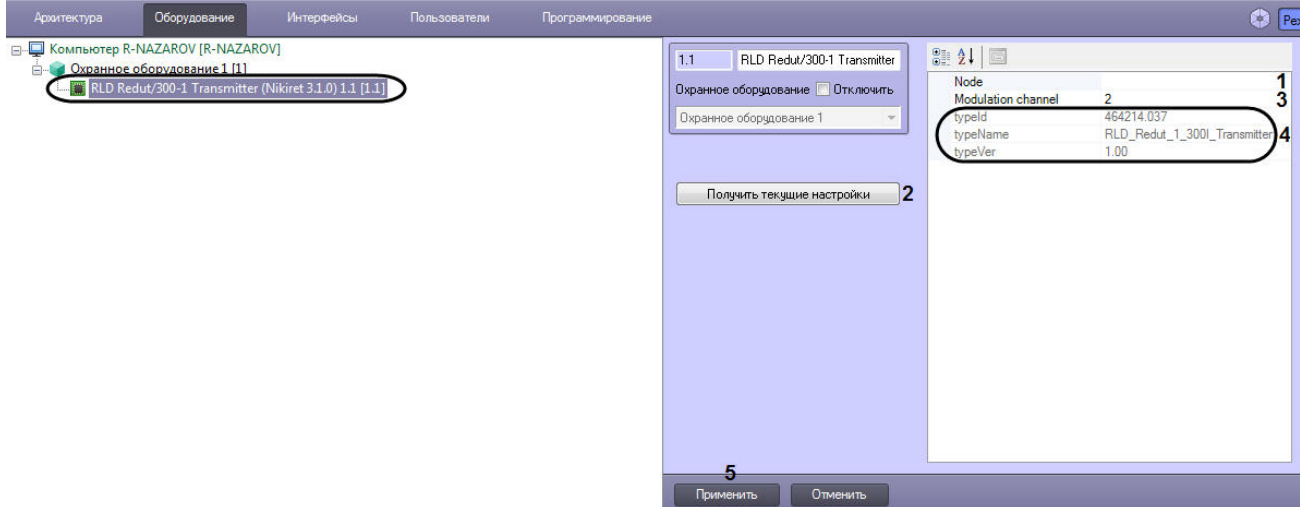 Архитектура Оборудование Интерфейсы Пользователи Программирование
Компьютер R-NAZAROV [R-NAZAROV]
Охранное оборудование 1 [1]
RLD Redut/300-1 Transmitter (Nikiret 3.1.0) 1.1 [1.1]
1.1 RLD Redut/300-1 Transmitter
Охранное оборудование Отключить
Охранное оборудование 1
Получить текущие настройки 2
Node 1
Modulation channel 2 3
typeId 464214.037
typeName RLD_Redut_1_300I_Transmitter 4
typeVer 1.00
5
Применить Отменить